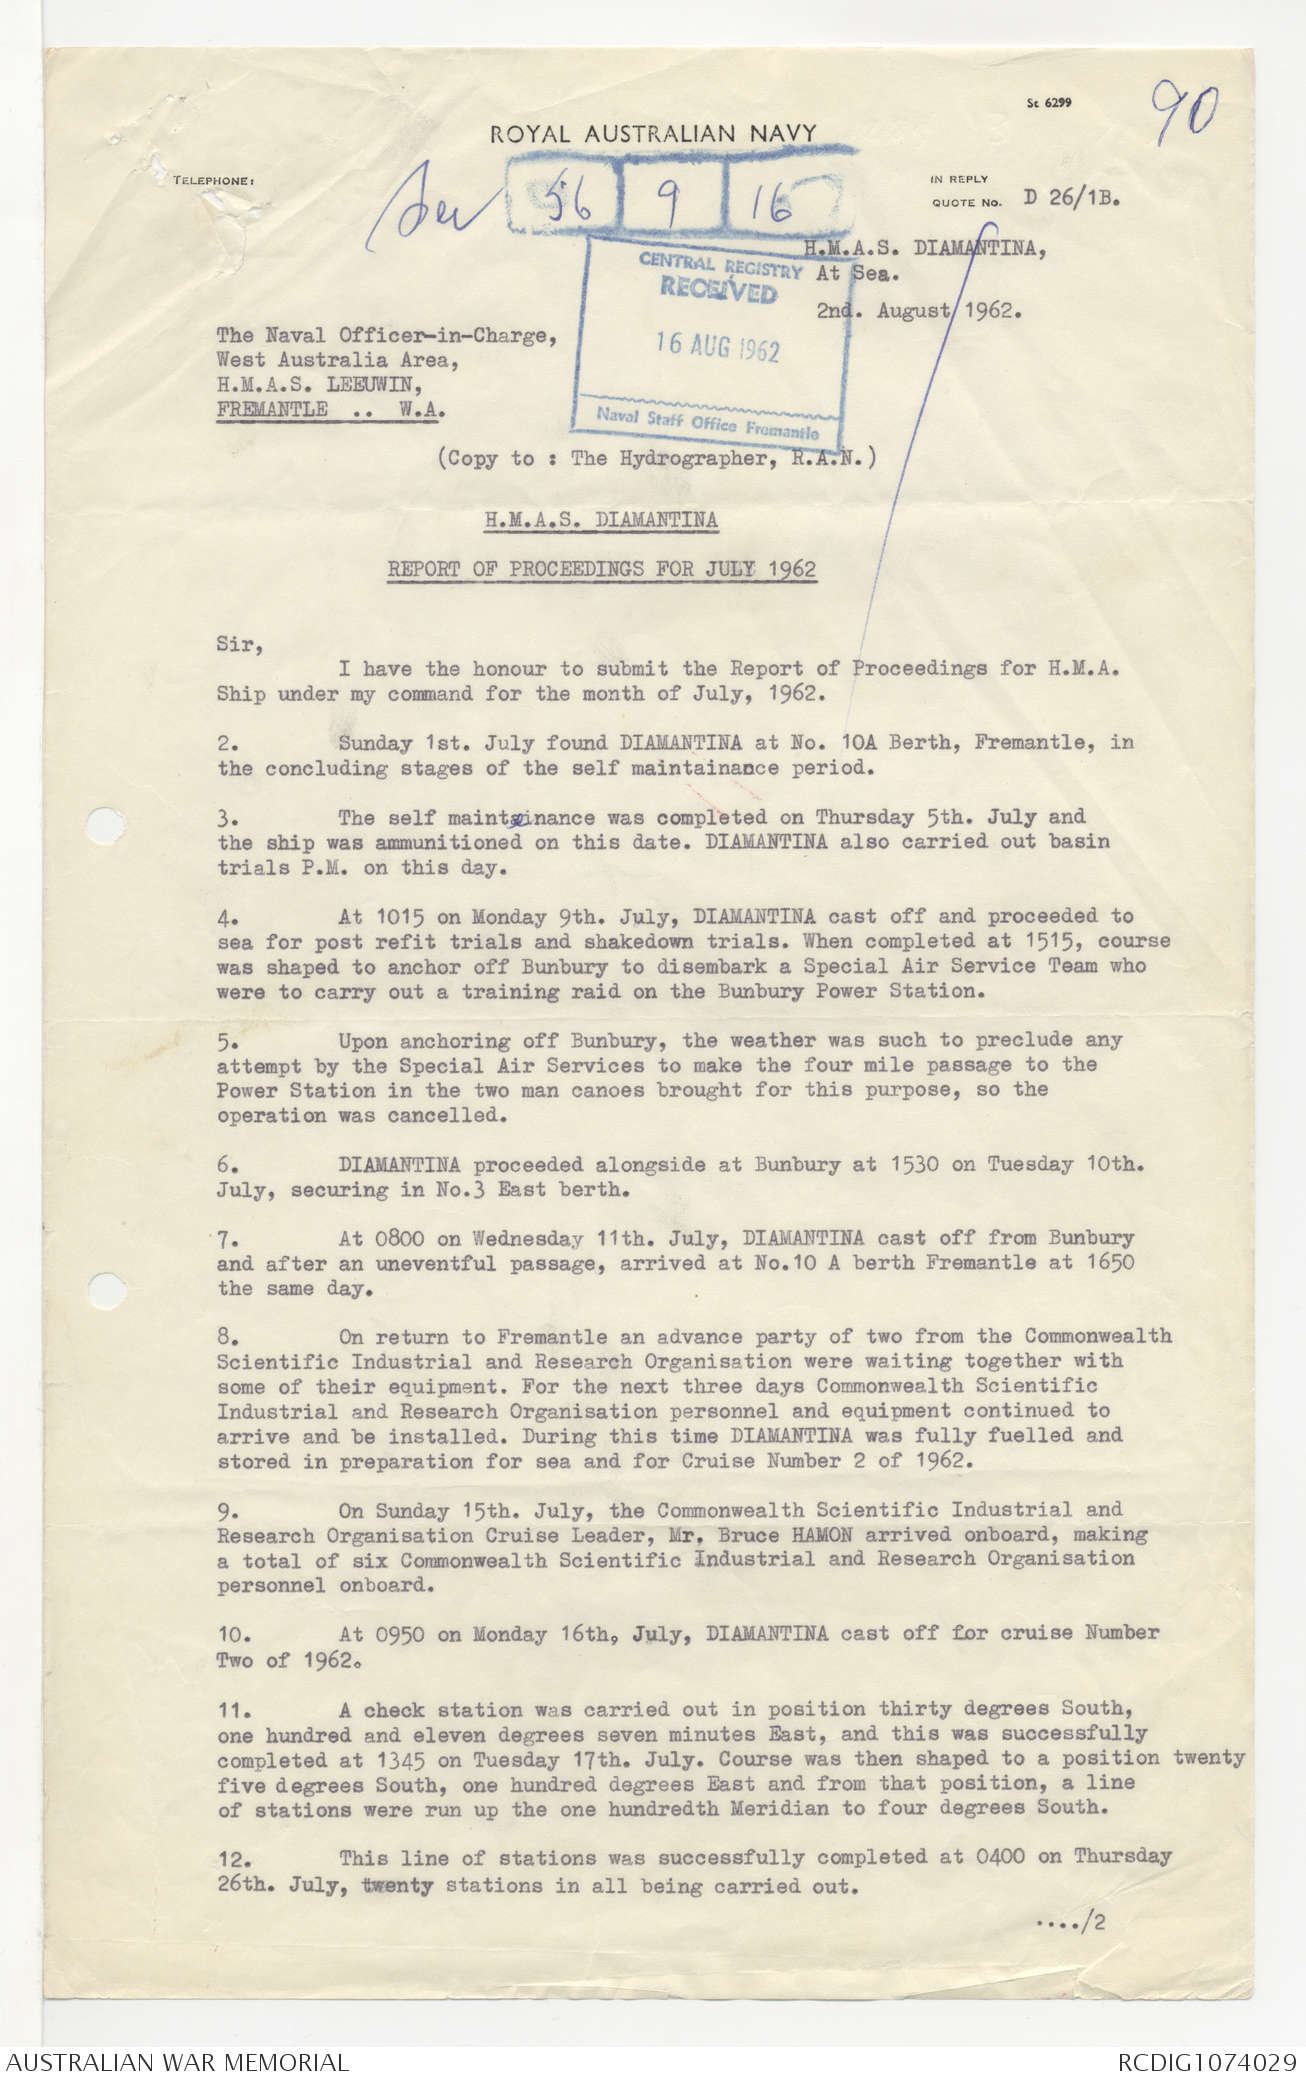 St 6299
90
ROYAL AUSTRALIAN NAVY
TELEPHONE:
56 9 16
IN REPLY
QUOTE No. D 26/1B.
H.M.A.S. DIAMANTINA,
At Sea.
2nd. August 1962.
CENTRAL REGISTRY
RECEIVED
16 AUG 1962
Naval Staff Office Fremantle
The Naval Officer-in-Charge,
West Australia Area,
H.M.A.S. LEEUWIN,
FREMANTLE .. W.A.
(Copy to : The Hydrographer, R.A.N.)
H.M.A.S. DIAMANTINA
REPORT OF PROCEEDINGS FOR JULY 1962
Sir,
I have the honour to submit the Report of Proceedings for H.M.A.
Ship under my command for the month of July, 1962.
2. Sunday 1st. July found DIAMANTINA at No. 10A Berth, Fremantle, in
the concluding stages of the self maintainance period.
3. The self mainteinance was completed on Thursday 5th. July and
the ship was ammunitioned on this date. DIAMANTINA also carried out basin
trials P.M. on this day.
4. At 1015 on Monday 9th. July, DIAMANTINA cast off and proceeded to
sea for post refit trials and shakedown trials. When completed at 1515, course
was shaped to anchor off Bunbury to disembark a Special Air Service Team who
were to carry out a training raid on the Bunbury Power Station.
5. Upon anchoring off Bunbury, the weather was such to preclude any
attempt by the Special Air Services to make the four mile passage to the
Power Station in the two man canoes brought for this purpose, so the
operation was cancelled.
6. DIAMANTINA proceeded alongside at Bunbury at 1530 on Tuesday 10th.
July, securing in No.3 East berth.
7. At 0800 on Wednesday 11th. July, DIAMANTINA cast off from Bunbury
and after an uneventful passage, arrived at No.10 A berth Fremantle at 1650
the same day.
8. On return to Fremantle an advance party of two from the Commonwealth
Scientific Industrial and Research Organisation were waiting together with
some of their equipment. For the next three days Commonwealth Scientific
Industrial and Research Organisation personnel and equipment continued to
arrive and be installed. During this time DIAMANTINA was fully fuelled and
stored in preparation for sea and for Cruise Number 2 of 1962.
9. On Sunday 15th. July, the Commonwealth Scientific Industrial and
Research Organisation Cruise Leader, Mr. Bruce HAMON arrived onboard, making
a total of six Commonwealth Scientific Industrial and Research Organisation
personnel onboard.
10. At 0950 on Monday 16th, July, DIAMANTINA cast off for cruise Number
Two of 1962.
11. A check station was carried out in position thirty degrees South,
one hundred and eleven degrees seven minutes East, and this was successfully
completed at 1345 on Tuesday 17th. July. Course was then shaped to a position twenty
five degrees South, one hundred degrees East and from that position, a line
of stations were run up the one hundredth Meridian to four degrees South.
12. This line of stations was successfully completed at 0400 on Thursday
26th. July, twenty stations in all being carried out.
..../2
AUSTRALIAN WAR MEMORIAL
RCDIG1074029